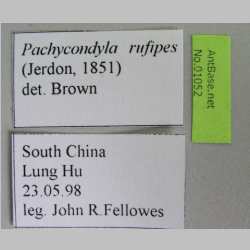 Pachycondyla rufipes
(Jerdon, 1851)
det. Brown
AntBase.net
No.01052
South China
Lung Hu
23.05.98
leg. John R.Fellowes